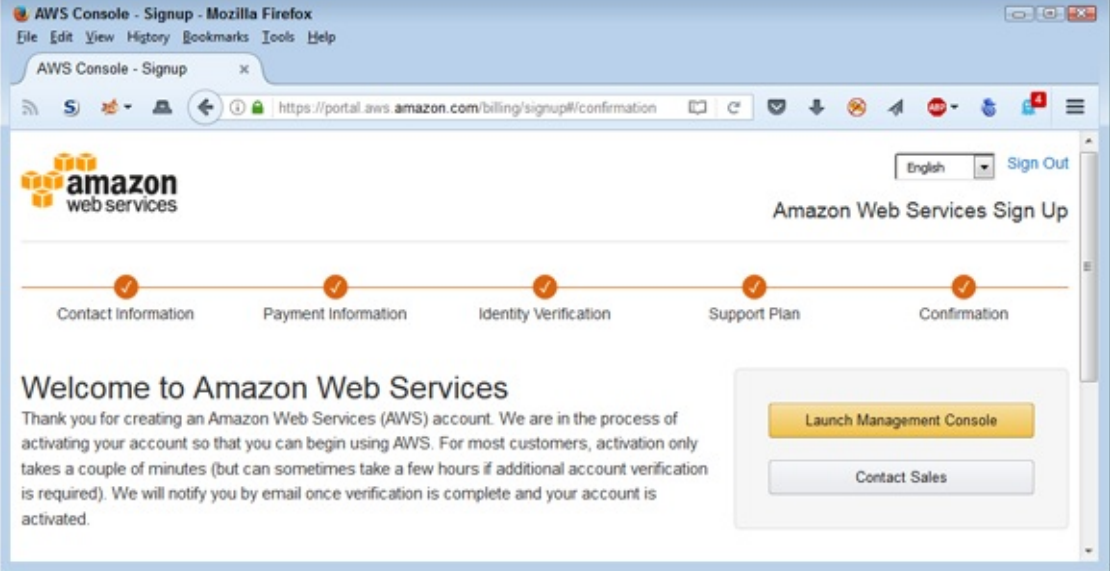 AWS Console - Signup - Mozilla Firefox
File Edit View History Bookmarks Tools Help
AWS Console - Signup ×
https://portal.aws.amazon.com/billing/signup#/confirmation
S
ABP
4
amazon
web services
English
Sign Out
Amazon Web Services Sign Up
Contact Information
Payment Information
Identity Verification
Support Plan
Confirmation
Welcome to Amazon Web Services
Thank you for creating an Amazon Web Services (AWS) account. We are in the process of
activating your account so that you can begin using AWS. For most customers, activation only
takes a couple of minutes (but can sometimes take a few hours if additional account verification
is required). We will notify you by email once verification is complete and your account is
activated.
Launch Management Console
Contact Sales